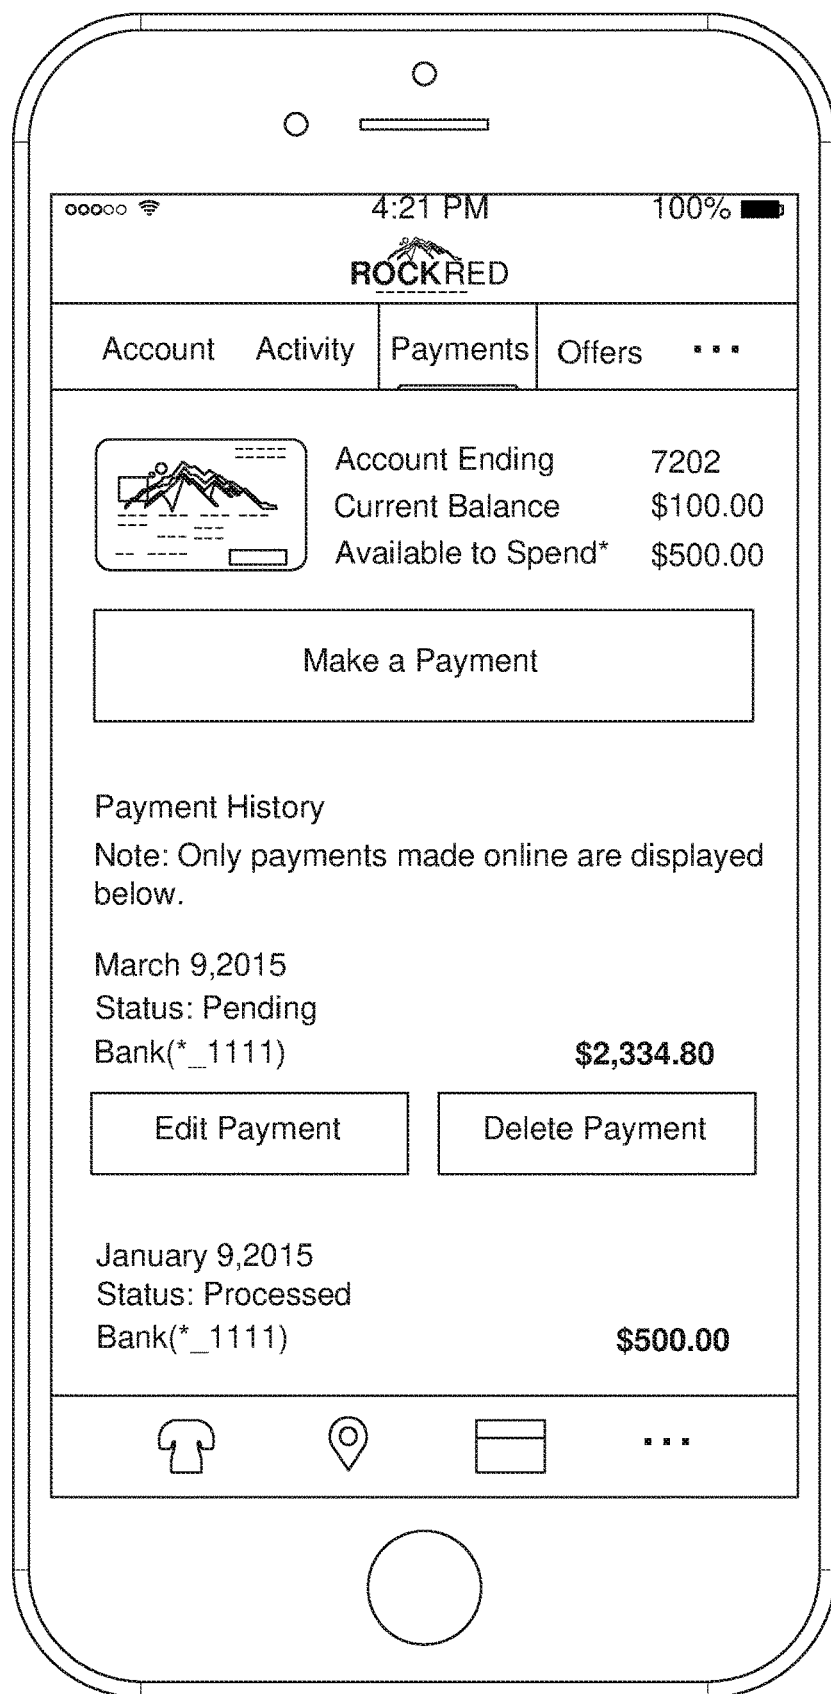 4:21 PM 100%
ROCKRED
Account Activity Payments Offers ...
Account Ending 7202
Current Balance $100.00
Available to Spend* $500.00
Make a Payment
Payment History
Note: Only payments made online are displayed
below.
March 9,2015
Status: Pending
Bank(*_1111) $2,334.80
Edit Payment Delete Payment
January 9,2015
Status: Processed
Bank(*_1111) $500.00
...